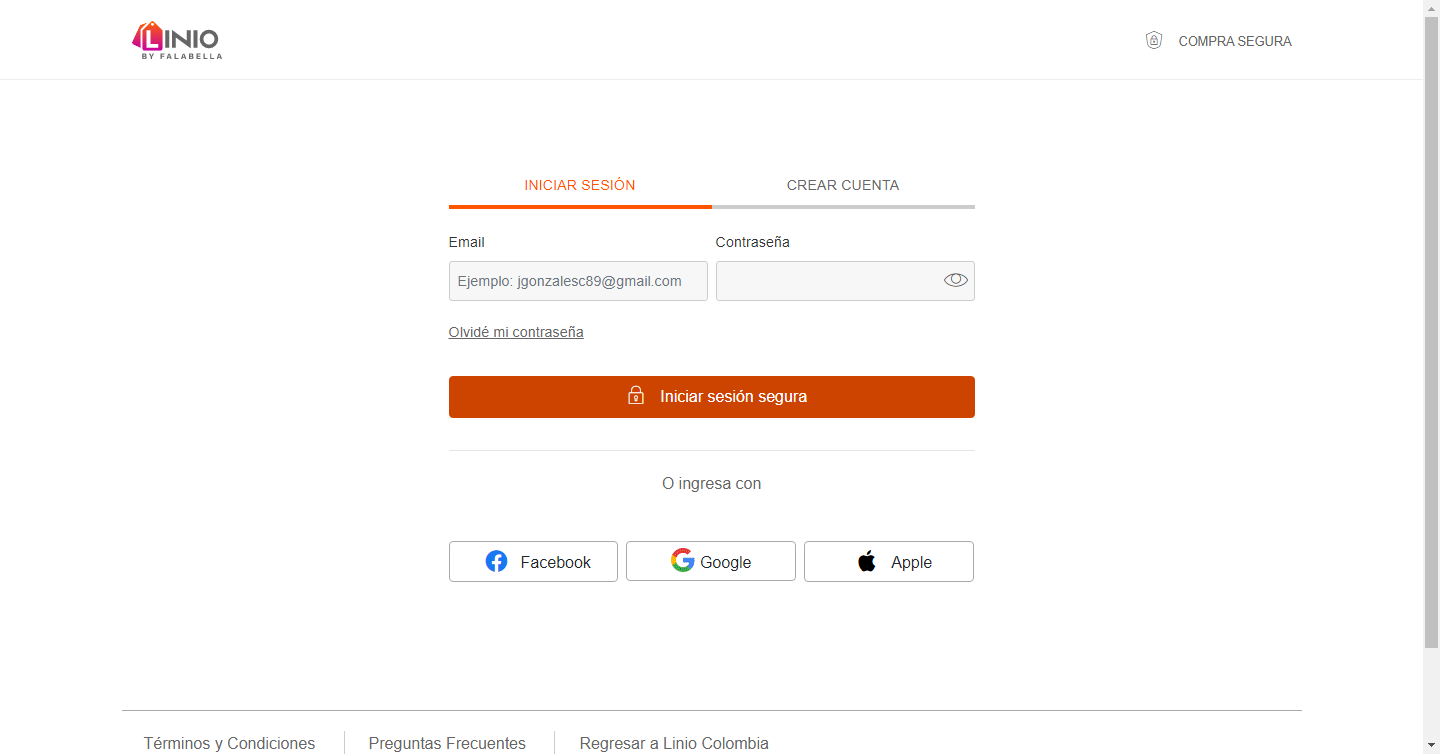 LINIO
BY FALABELLA
COMPRA SEGURA
INICIAR SESIÓN
CREAR CUENTA
Email
Contraseña
Ejemplo: jgonzalesc89@gmail.com
Olvidé mi contraseña
Iniciar sesión segura
O ingresa con
Facebook
Google
Apple
Términos y Condiciones
Preguntas Frecuentes
Regresar a Linio Colombia